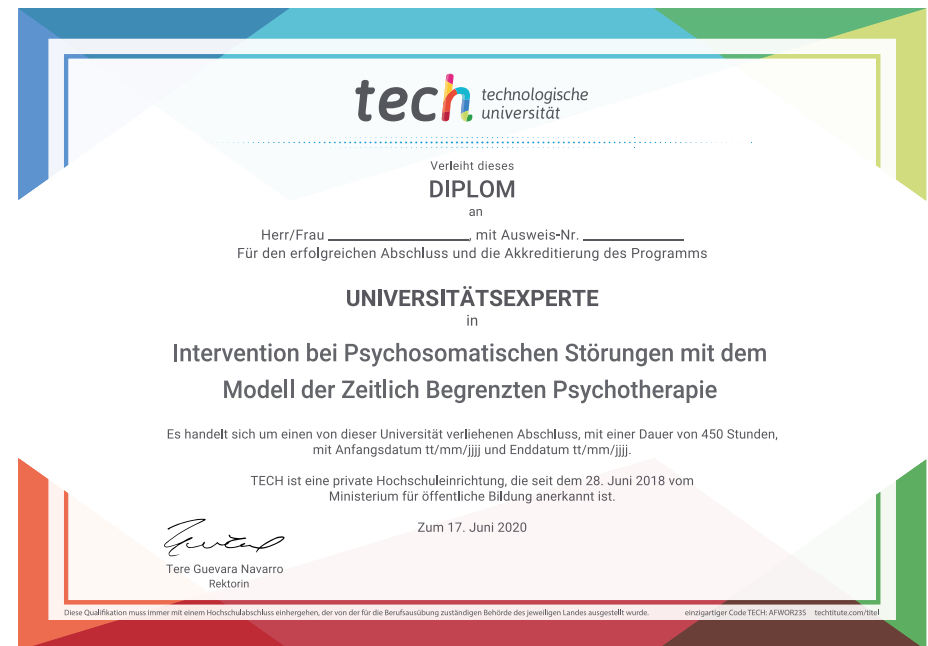 tech technologische
universität
Verleiht dieses
DIPLOM
an
Herr/Frau ____________________, mit Ausweis-Nr. ______________
Für den erfolgreichen Abschluss und die Akkreditierung des Programms
UNIVERSITÄTSEXPERTE
in
Intervention bei Psychosomatischen Störungen mit dem
Modell der Zeitlich Begrenzten Psychotherapie
Es handelt sich um einen von dieser Universität verliehenen Abschluss, mit einer Dauer von 450 Stunden,
mit Anfangsdatum tt/mm/jjjj und Enddatum tt/mm/jjjj.
TECH ist eine private Hochschuleinrichtung, die seit dem 28. Juni 2018 vom
Ministerium für öffentliche Bildung anerkannt ist.
Zum 17. Juni 2020
Tere Guevara Navarro
Rektorin
Diese Qualifikation muss immer mit einem Hochschulabschluss einhergehen, der von der für die Berufsausübung zuständigen Behörde des jeweiligen Landes ausgestellt wurde. einzigartiger Code TECH: AFWOR23S techtitute.com/titel